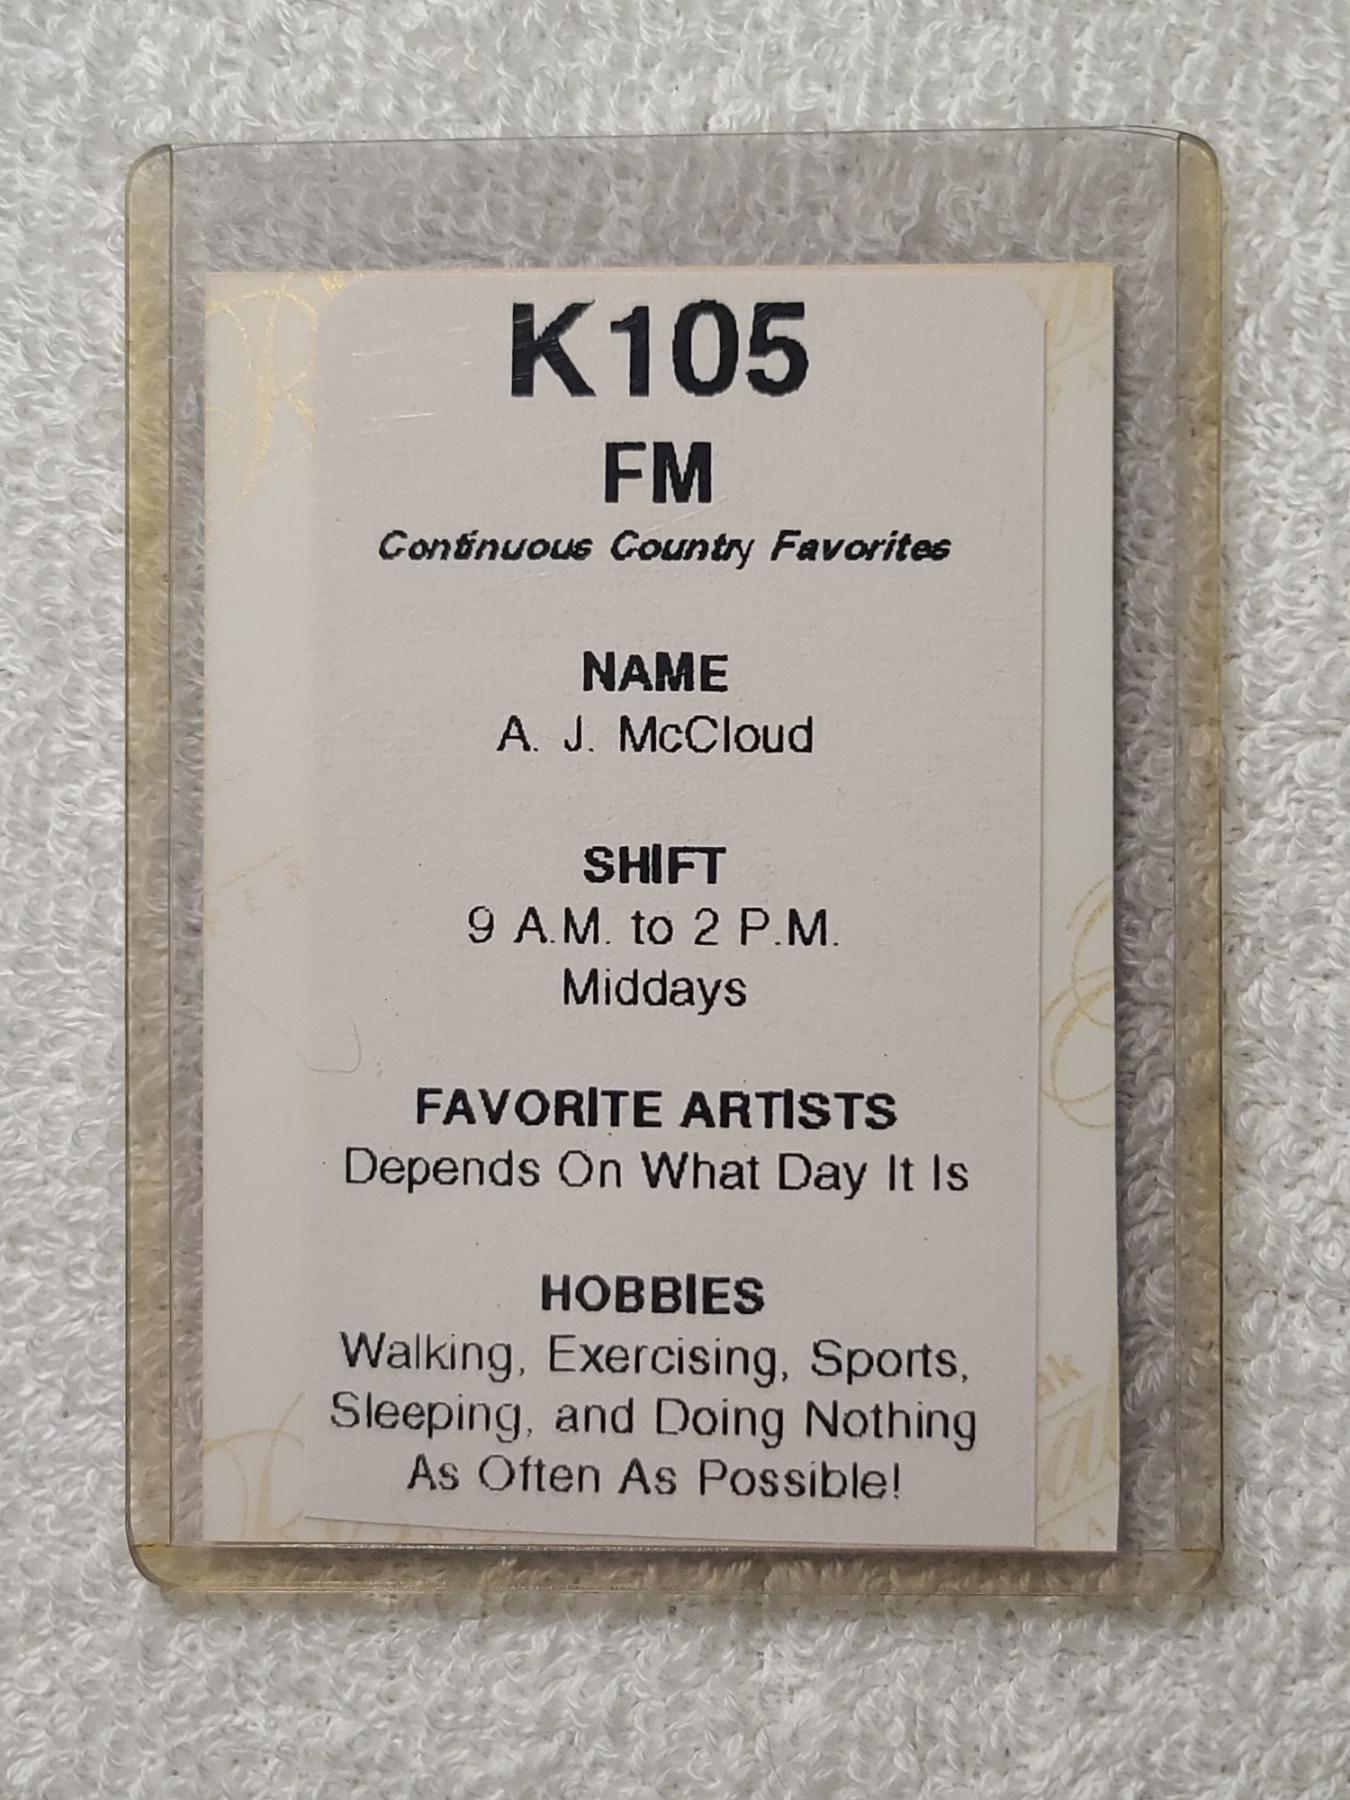 K105
FM
Continuous Country Favorites
NAME
A. J. McCloud
SHIFT
9 A.M. to 2 P.M.
Middays
FAVORITE ARTISTS
Depends On What Day It Is
HOBBIES
Walking, Exercising, Sports,
Sleeping, and Doing Nothing
As Often As Possible!